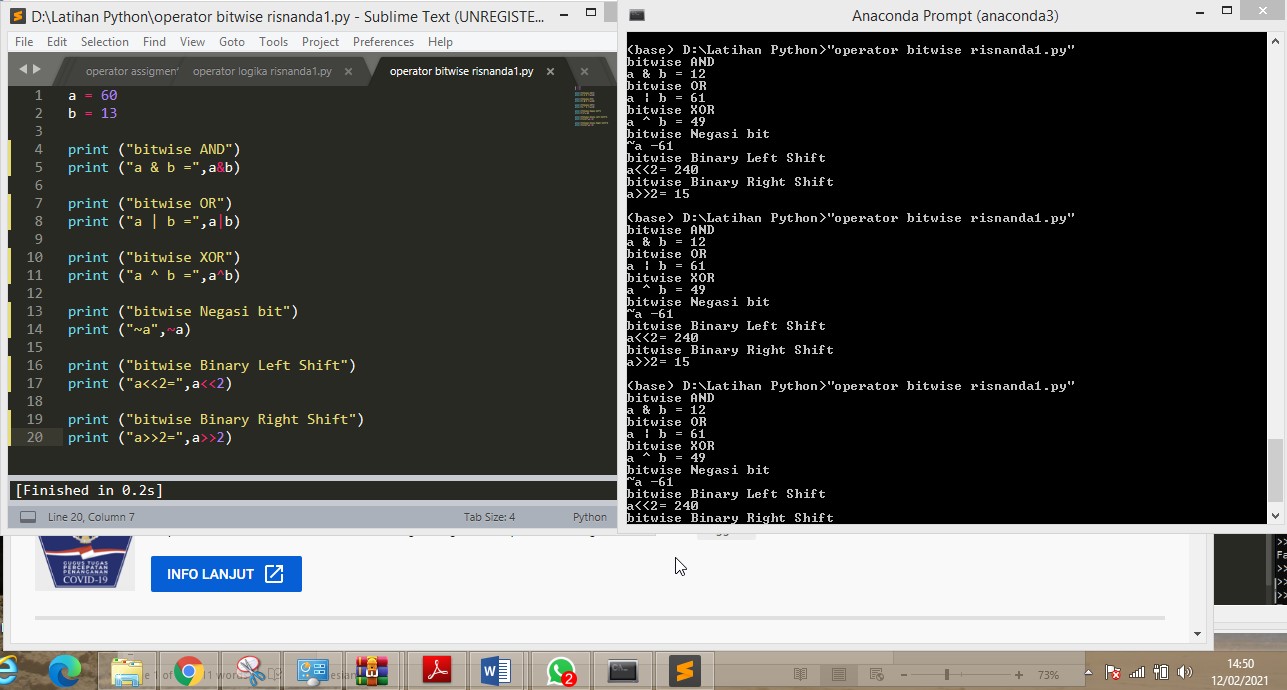 D:\Latihan Python\operator bitwise risnanda1.py - Sublime Text (UNREGISTE...
File Edit Selection Find View Goto Tools Project Preferences Help
operator assigmen operator logika risnanda1.py operator bitwise risnanda1.py
1 a = 60
2 b = 13
3
4 print ("bitwise AND")
5 print ("a & b =",a&b)
6
7 print ("bitwise OR")
8 print ("a | b =",a|b)
9
10 print ("bitwise XOR")
11 print ("a ^ b =",a^b)
12
13 print ("bitwise Negasi bit")
14 print ("~a",~a)
15
16 print ("bitwise Binary Left Shift")
17 print ("a<<2=",a<<2)
18
19 print ("bitwise Binary Right Shift")
20 print ("a>>2=",a>>2)
[Finished in 0.2s]
Line 20, Column 7 Tab Size: 4 Python
Anaconda Prompt (anaconda3)
(base) D:\Latihan Python>"operator bitwise risnanda1.py"
bitwise AND
a & b = 12
bitwise OR
a | b = 61
bitwise XOR
a ^ b = 49
bitwise Negasi bit
~a -61
bitwise Binary Left Shift
a<<2= 240
bitwise Binary Right Shift
a>>2= 15
(base) D:\Latihan Python>"operator bitwise risnanda1.py"
bitwise AND
a & b = 12
bitwise OR
a | b = 61
bitwise XOR
a ^ b = 49
bitwise Negasi bit
~a -61
bitwise Binary Left Shift
a<<2= 240
bitwise Binary Right Shift
a>>2= 15
(base) D:\Latihan Python>"operator bitwise risnanda1.py"
bitwise AND
a & b = 12
bitwise OR
a | b = 61
bitwise XOR
a ^ b = 49
bitwise Negasi bit
~a -61
bitwise Binary Left Shift
a<<2= 240
bitwise Binary Right Shift
GUGUS TUGAS
PERCEPATAN
PENANGANAN
COVID-19
INFO LANJUT
>>
Fa
>>
>>
>>
2
73%
14:50
12/02/2021